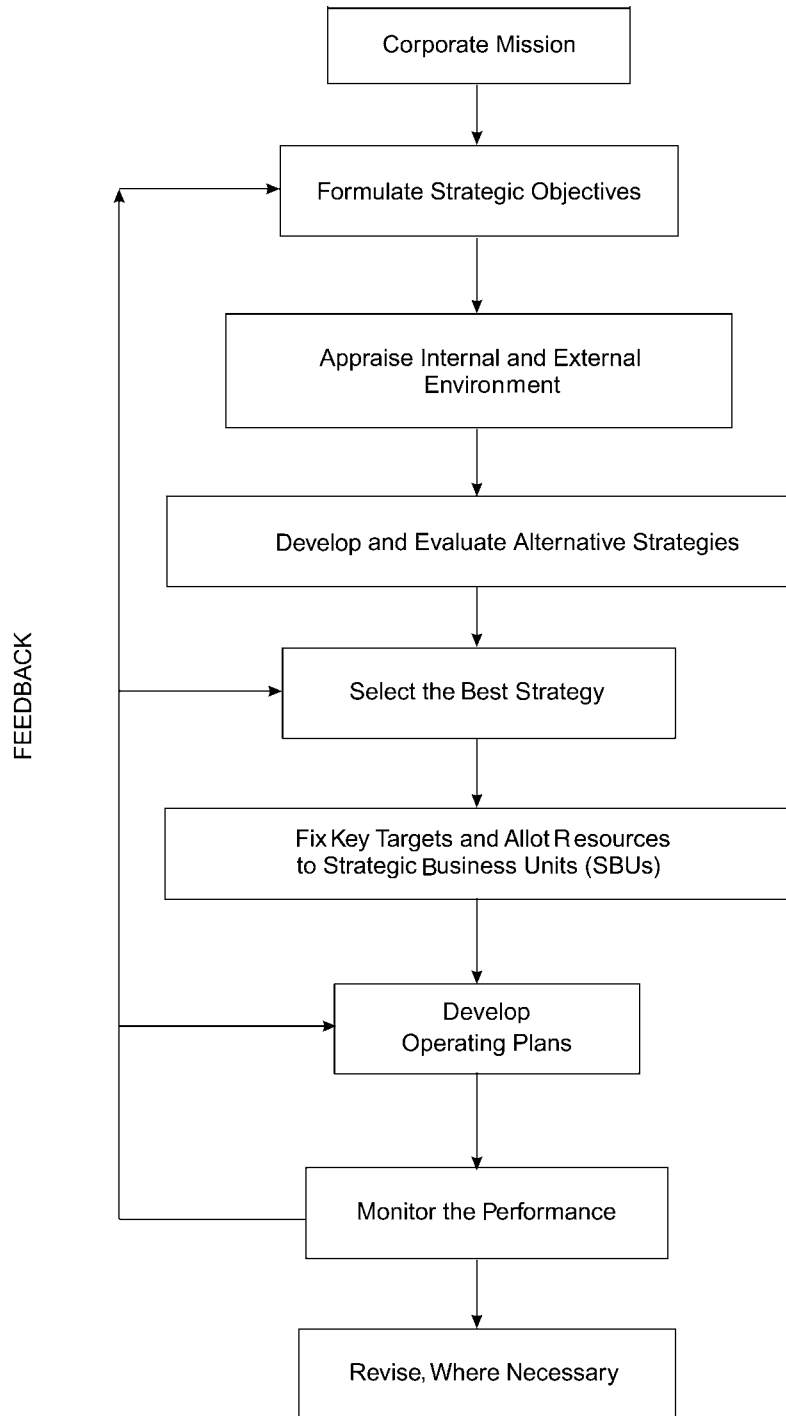 Corporate Mission
Formulate Strategic Objectives
Appraise Internal and External
Environment
Develop and Evaluate Alternative Strategies
FEEDBACK
Select the Best Strategy
Fix Key Targets and Allot Resources
to Strategic Business Units (SBUs)
Develop
Operating Plans
Monitor the Performance
Revise, Where Necessary